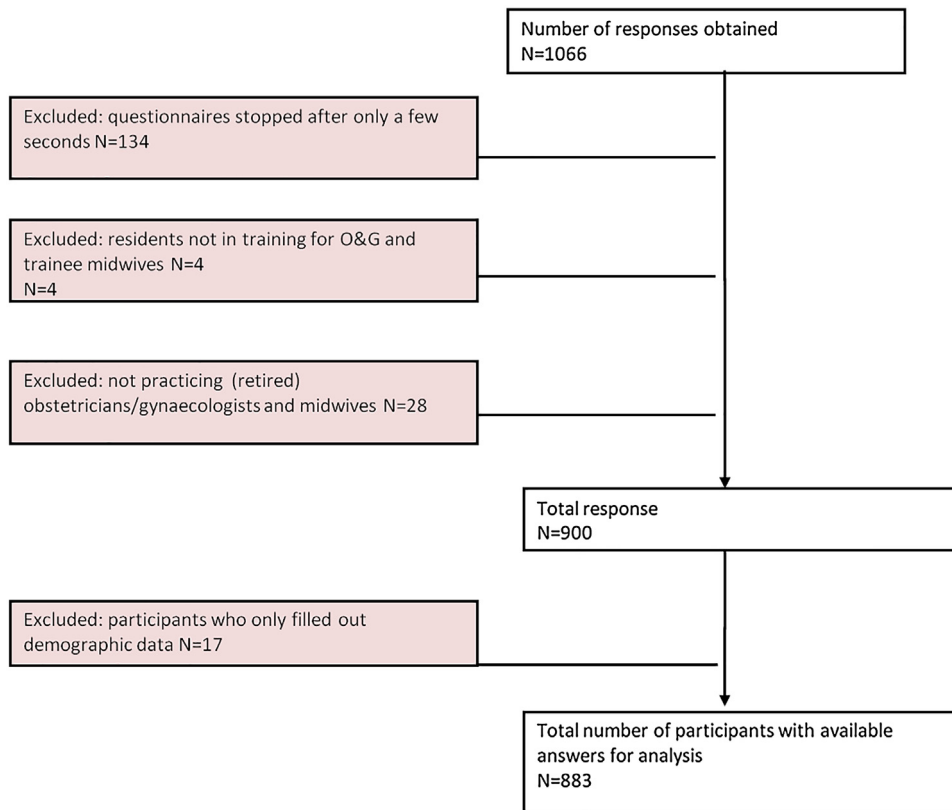 Number of responses obtained
N=1066
Excluded: questionnaires stopped after only a few
seconds N=134
Excluded: residents not in training for O&G and
trainee midwives N=4
N=4
Excluded: not practicing (retired)
obstetricians/gynaecologists and midwives N=28
Total response
N=900
Excluded: participants who only filled out
demographic data N=17
Total number of participants with available
answers for analysis
N=883